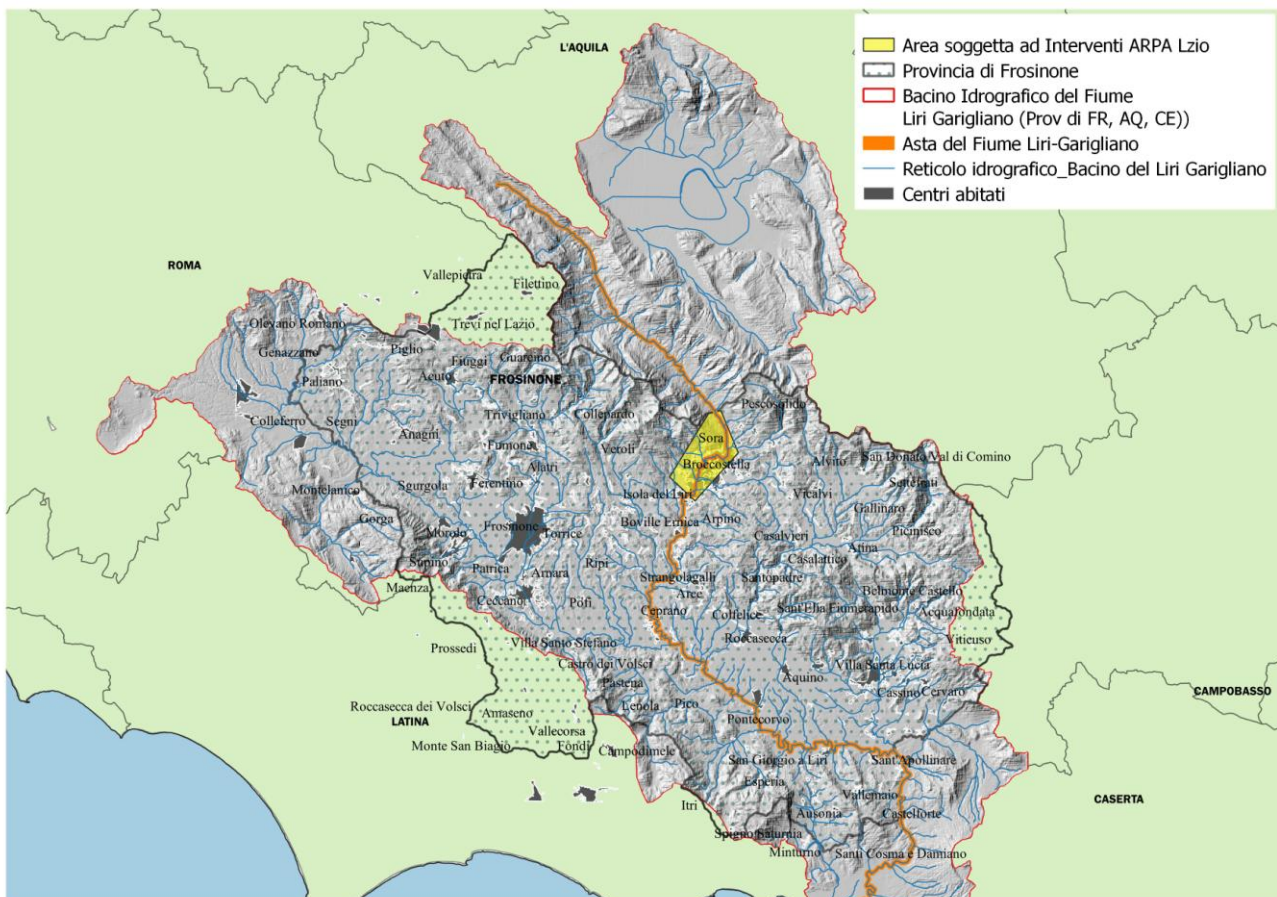 L'AQUILA
Area soggetta ad Interventi ARPA Lzio
Provincia di Frosinone
Bacino Idrografico del Fiume
Liri Garigliano (Prov di FR, AQ, CE))
Asta del Fiume Liri-Garigliano
Reticolo idrografico_Bacino del Liri Garigliano
Centri abitati
ROMA
Vallepietra
Filettino
Trevi nel Lazio
Olevano Romano
Genazzano
Piglio
Fiuggi
Guarcino
Acuto
FROSINONE
Paliano
Colleferro
Segni
Anagni
Trivigliano
Collepardo
Pescosolido
Fumone
Veroli
Sora
Alatri
Broccostella
Alvito
San Donato Val di Comino
Settefrati
Montelanico
Sgurgola
Ferentino
Isola del Liri
Vicalvi
Gallinaro
Gorga
Morolo
Frosinone
Torrice
Boville Ernica
Arpino
Casalvieri
Atina
Picinisco
Supino
Patrica
Arnara
Ripi
Strangolagalli
Santopadre
Casalattico
Maenza
Ceccano
Pofi
Ceprano
Arce
Colfelice
Sant'Elia Fiumerapido
Belmonte Castello
Acquafondata
Prossedi
Villa Santo Stefano
Roccasecca
Viticuso
Castro dei Volsci
Pastena
Aquino
Villa Santa Lucia
Cassino
Cervaro
Roccasecca dei Volsci
LATINA
Amaseno
Lenola
Pico
Pontecorvo
CAMPOBASSO
Monte San Biagio
Vallecorsa
Fondi
Campodimele
San Giorgio a Liri
Sant'Apollinare
Esperia
Itri
Vallemaio
CASERTA
Ausonia
Castelforte
Spigno Saturnia
Minturno
Santi Cosma e Damiano